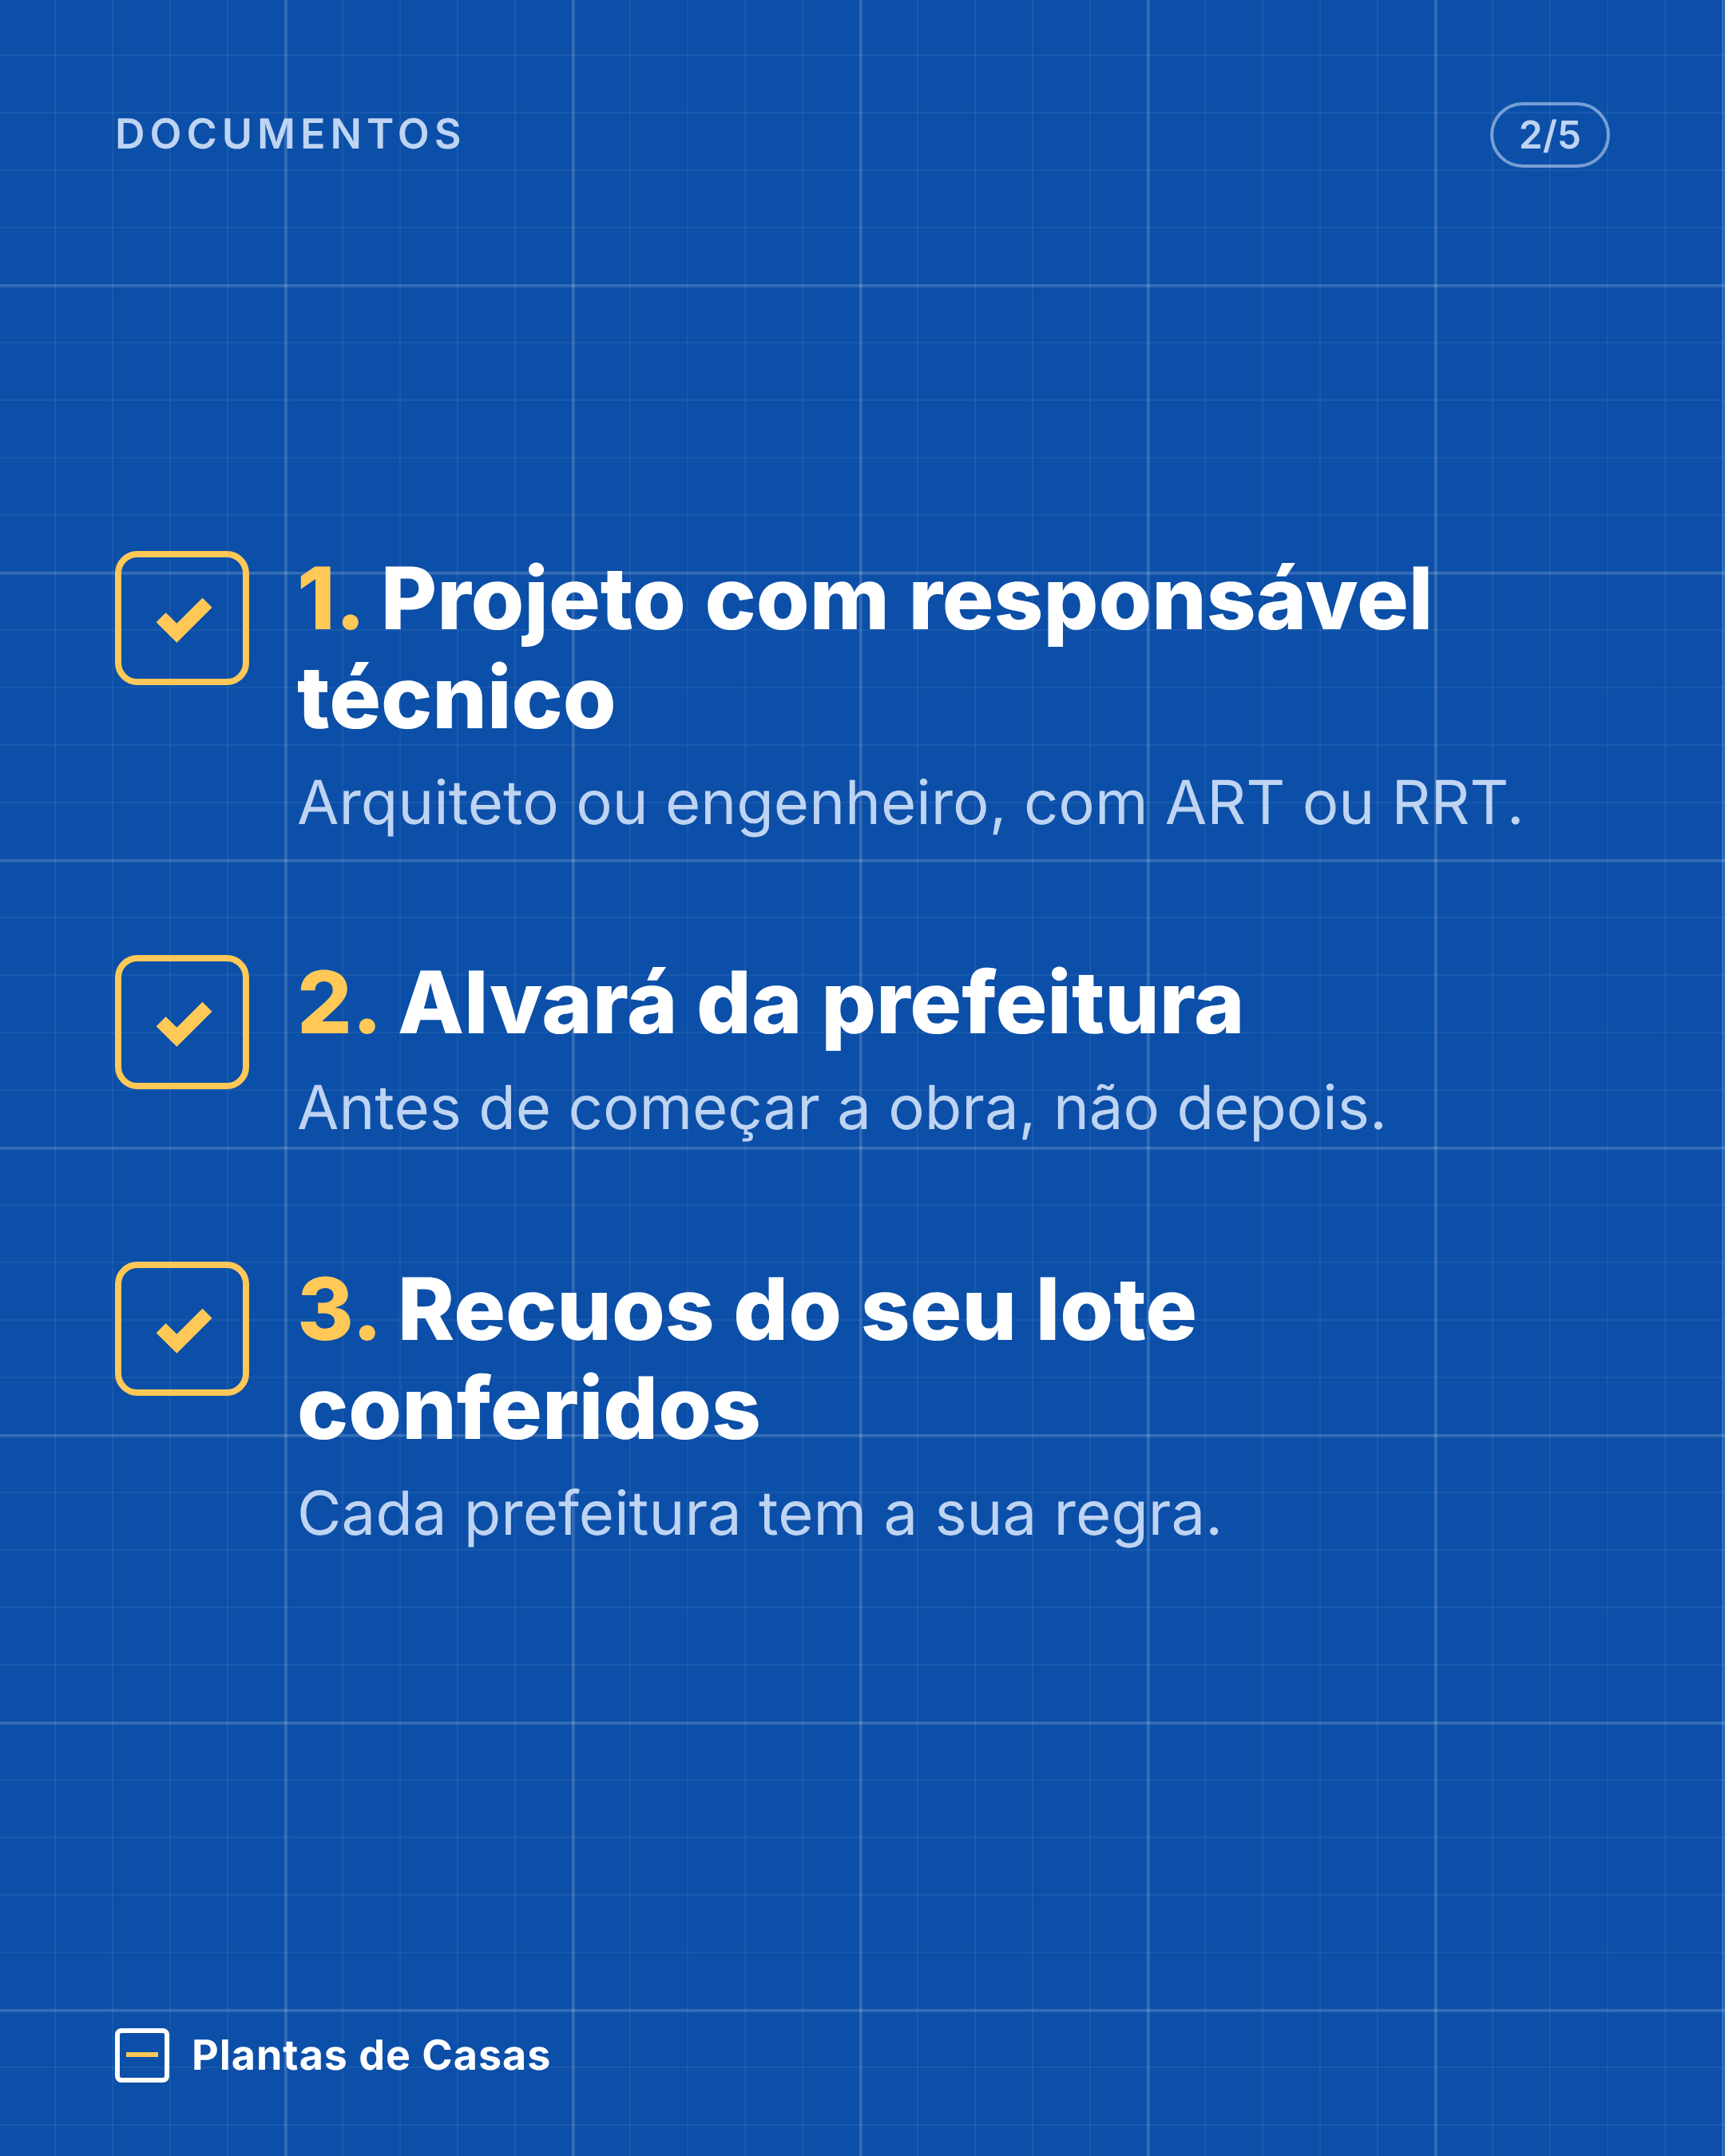 DOCUMENTOS
2/5
1. Projeto com responsável
técnico
Arquiteto ou engenheiro, com ART ou RRT.
2. Alvará da prefeitura
Antes de começar a obra, não depois.
3. Recuos do seu lote
conferidos
Cada prefeitura tem a sua regra.
Plantas de Casas